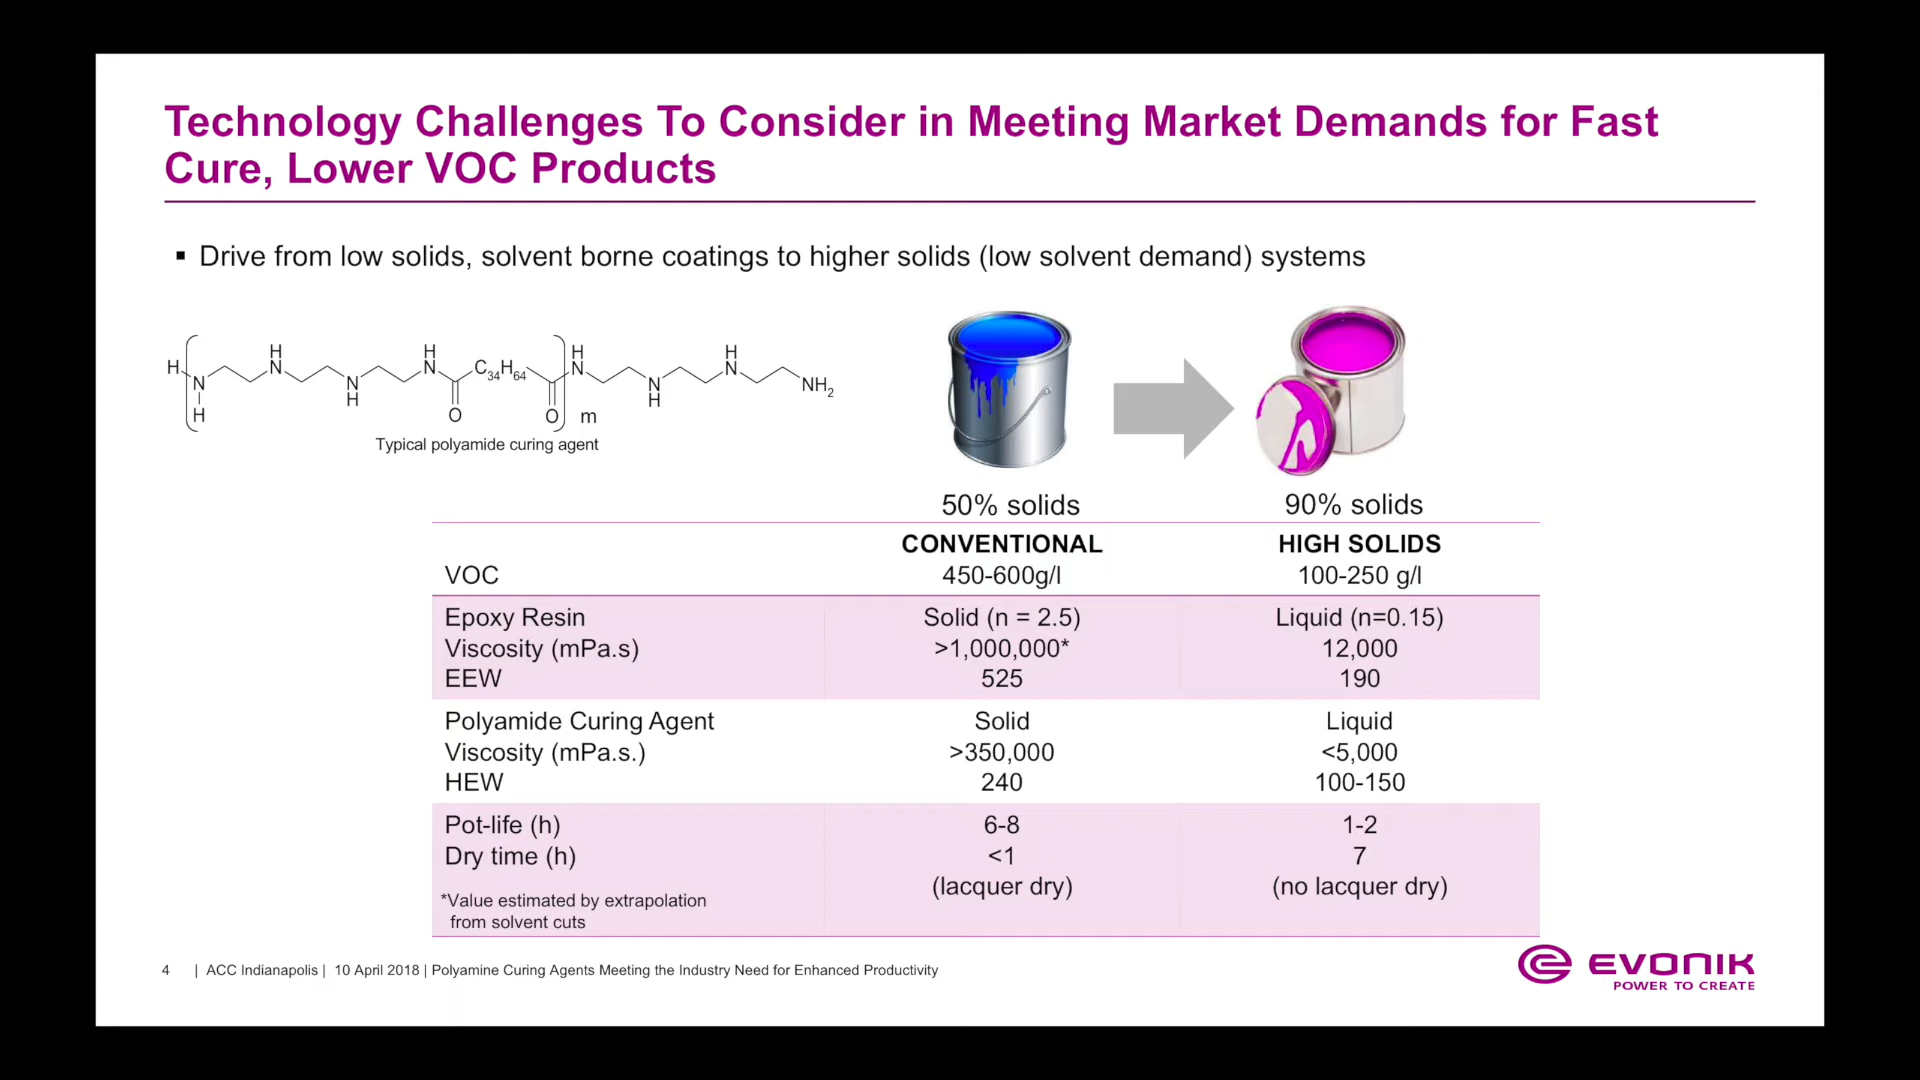 Technology Challenges To Consider in Meeting Market Demands for Fast
Cure, Lower VOC Products
▪ Drive from low solids, solvent borne coatings to higher solids (low solvent demand) systems
H N H H N N H H N O C34H64 O m H N N H H N NH2
Typical polyamide curing agent
50% solids 90% solids
CONVENTIONAL HIGH SOLIDS
VOC 450-600g/l 100-250 g/l
Epoxy Resin Solid (n = 2.5) Liquid (n=0.15)
Viscosity (mPa.s) >1,000,000* 12,000
EEW 525 190
Polyamide Curing Agent Solid Liquid
Viscosity (mPa.s.) >350,000 <5,000
HEW 240 100-150
Pot-life (h) 6-8 1-2
Dry time (h) <1 7
(lacquer dry) (no lacquer dry)
*Value estimated by extrapolation
from solvent cuts
4 | ACC Indianapolis | 10 April 2018 | Polyamine Curing Agents Meeting the Industry Need for Enhanced Productivity
EVONIK
POWER TO CREATE